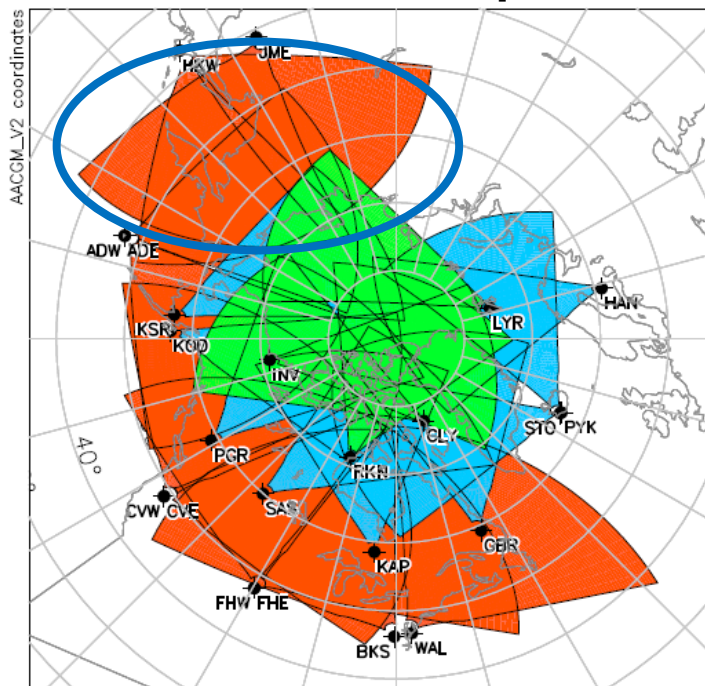 AACGM_V2 coordinates
HKW
JME
ADW ADE
HAN
LYR
KSR
KOD
INV
CLY
STO PYK
PGR
RKN
40°
SAS
CVW CVE
GBR
KAP
FHW FHE
BKS
WAL